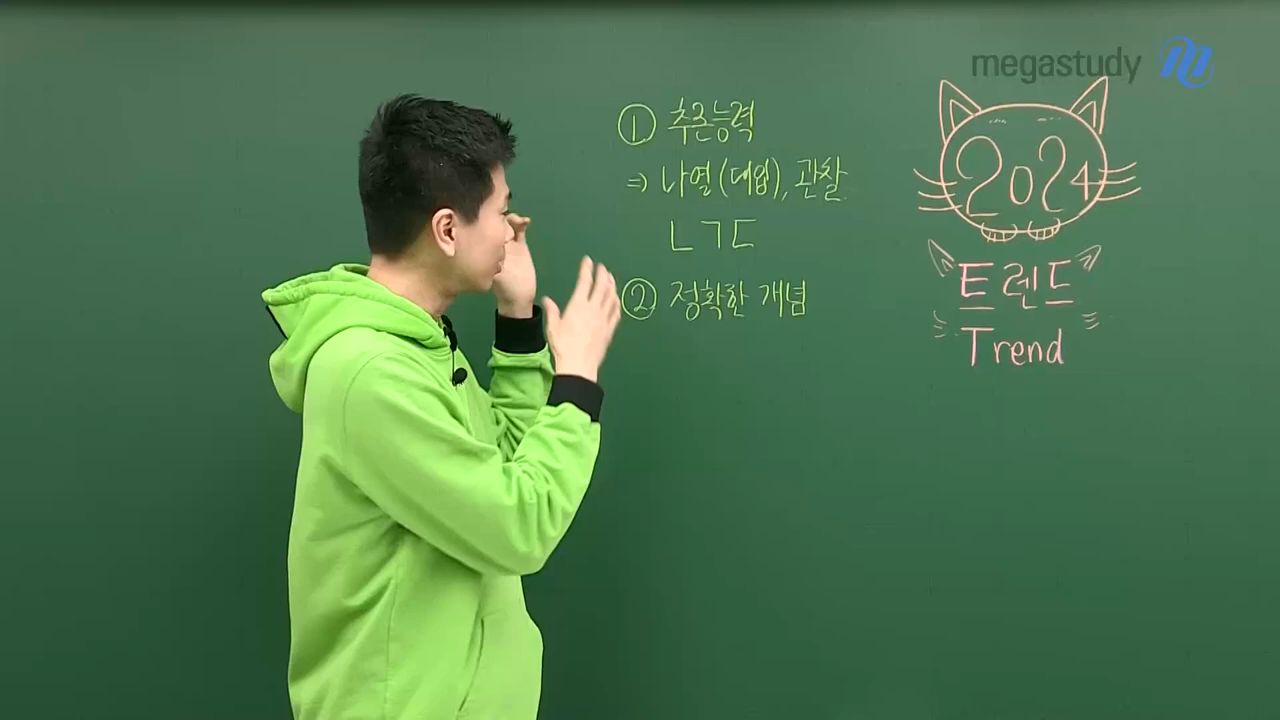 megastudy
① 추론능력
⇒ 나열(대입), 관찰
ㄴㄱㄷ
② 정확한 개념
2024
트렌드
Trend